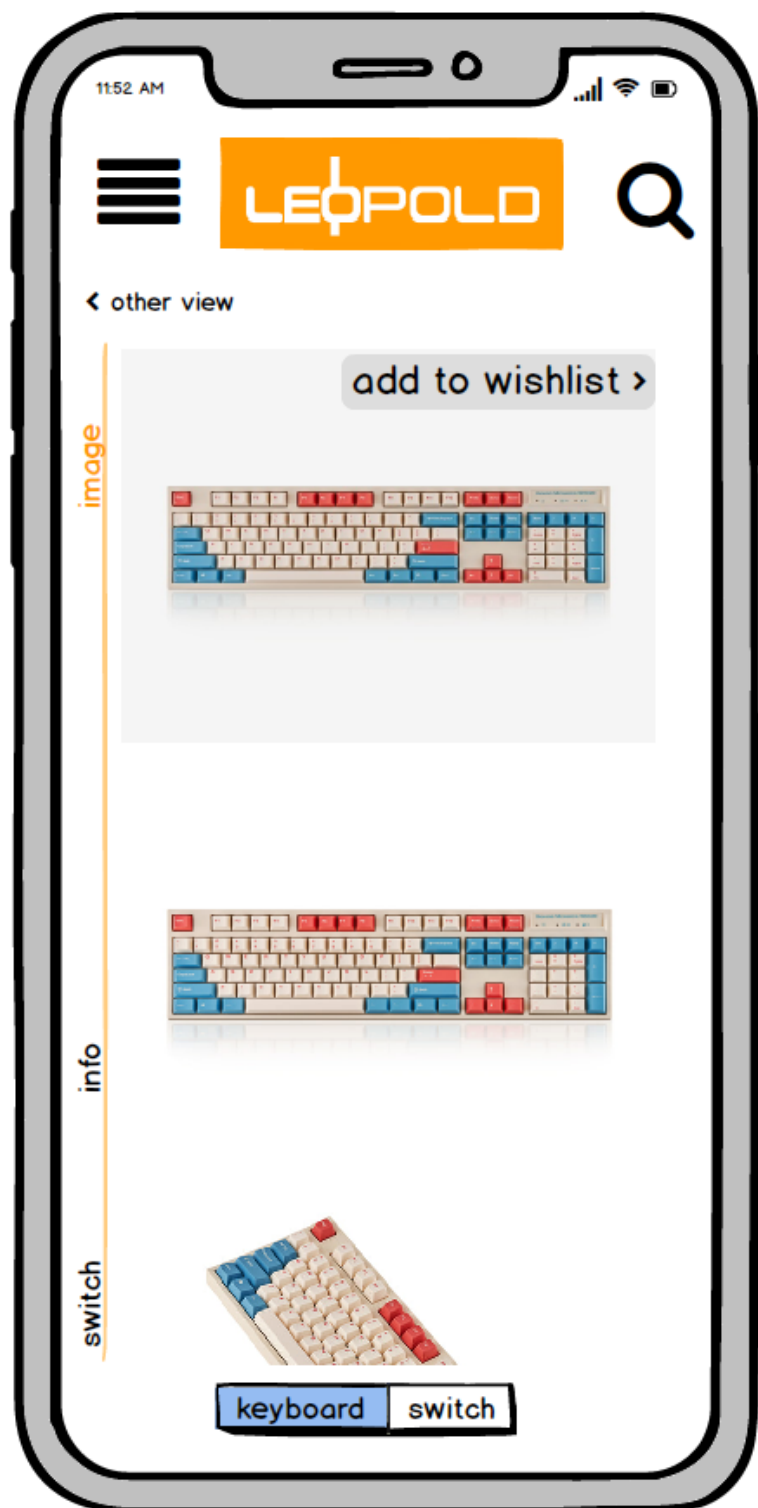 11:52 AM
LEOPOLD
other view
add to wishlist
image
info
switch
keyboard
switch